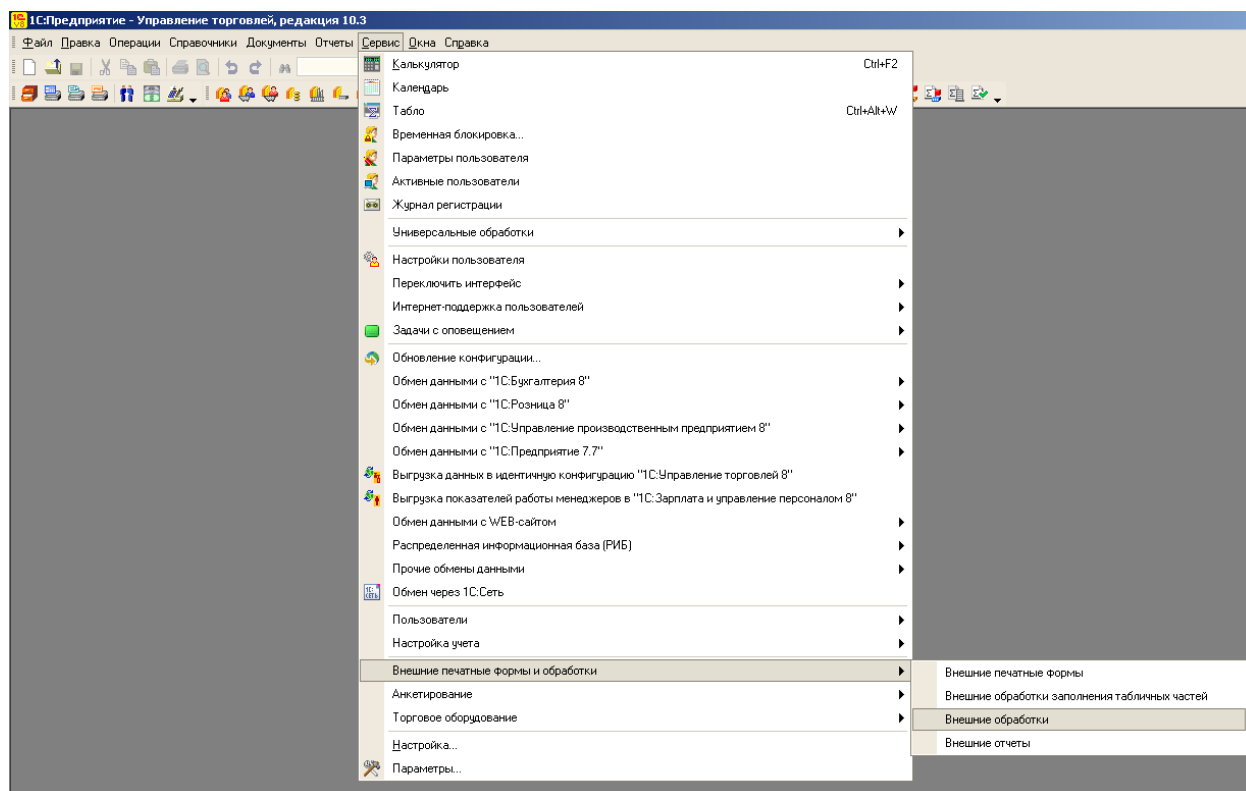 1С:Предприятие - Управление торговлей, редакция 10.3
Файл Правка Операции Справочники Документы Отчеты Сервис Окна Справка
Калькулятор Ctrl+F2
Календарь
Табло Ctrl+Alt+W
Временная блокировка...
Параметры пользователя
Активные пользователи
Журнал регистрации
Универсальные обработки
Настройки пользователя
Переключить интерфейс
Интернет-поддержка пользователей
Задачи с оповещением
Обновление конфигурации...
Обмен данными с "1С:Бухгалтерия 8"
Обмен данными с "1С:Розница 8"
Обмен данными с "1С:Управление производственным предприятием 8"
Обмен данными с "1С:Предприятие 7.7"
Выгрузка данных в идентичную конфигурацию "1С:Управление торговлей 8"
Выгрузка показателей работы менеджеров в "1С:Зарплата и управление персоналом 8"
Обмен данными с WEB-сайтом
Распределенная информационная база (РИБ)
Прочие обмены данными
Обмен через 1С:Сеть
Пользователи
Настройка учета
Внешние печатные формы и обработки
Внешние печатные формы
Анкетирование
Внешние обработки заполнения табличных частей
Торговое оборудование
Внешние обработки
Настройка...
Внешние отчеты
Параметры...